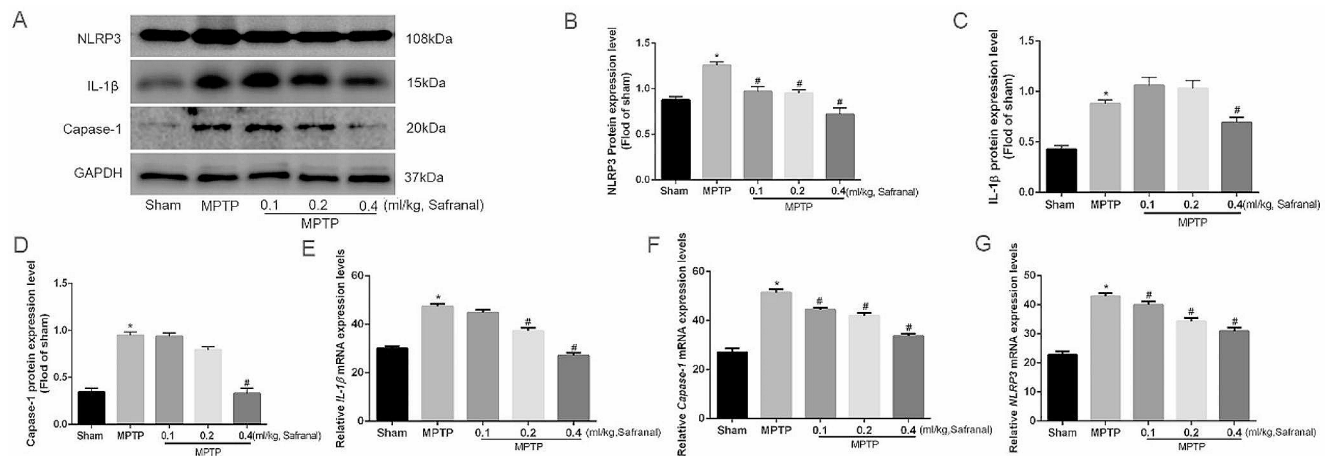 A
NLRP3
108kDa
IL-1β
15kDa
Capase-1
20kDa
GAPDH
37kDa
Sham MPTP 0.1 0.2 0.4 (ml/kg, Safranal)
MPTP
B
NLRP3 Protein expression level
(Flod of sham)
1.5
1.0
0.5
0.0
*
#
#
#
Sham MPTP 0.1 0.2 0.4 (ml/kg, Safranal)
MPTP
C
IL-1β protein expression level
(Flod of sham)
1.5
1.0
0.5
0.0
*
#
Sham MPTP 0.1 0.2 0.4 (ml/kg, Safranal)
MPTP
D
Capase-1 protein expression level
(Flod of sham)
1.5
1.0
0.5
0.0
*
#
Sham MPTP 0.1 0.2 0.4 (ml/kg, Safranal)
MPTP
E
Relative IL-1β mRNA expression levels
60
40
20
0
*
#
#
Sham MPTP 0.1 0.2 0.4 (ml/kg,Safranal)
MPTP
F
Relative Capase-1 mRNA expression levels
60
40
20
0
*
#
#
#
Sham MPTP 0.1 0.2 0.4 (ml/kg,Safranal)
MPTP
G
Relative NLRP3 mRNA expression levels
50
40
30
20
10
0
*
#
#
#
Sham MPTP 0.1 0.2 0.4 (ml/kg,Safranal)
MPTP